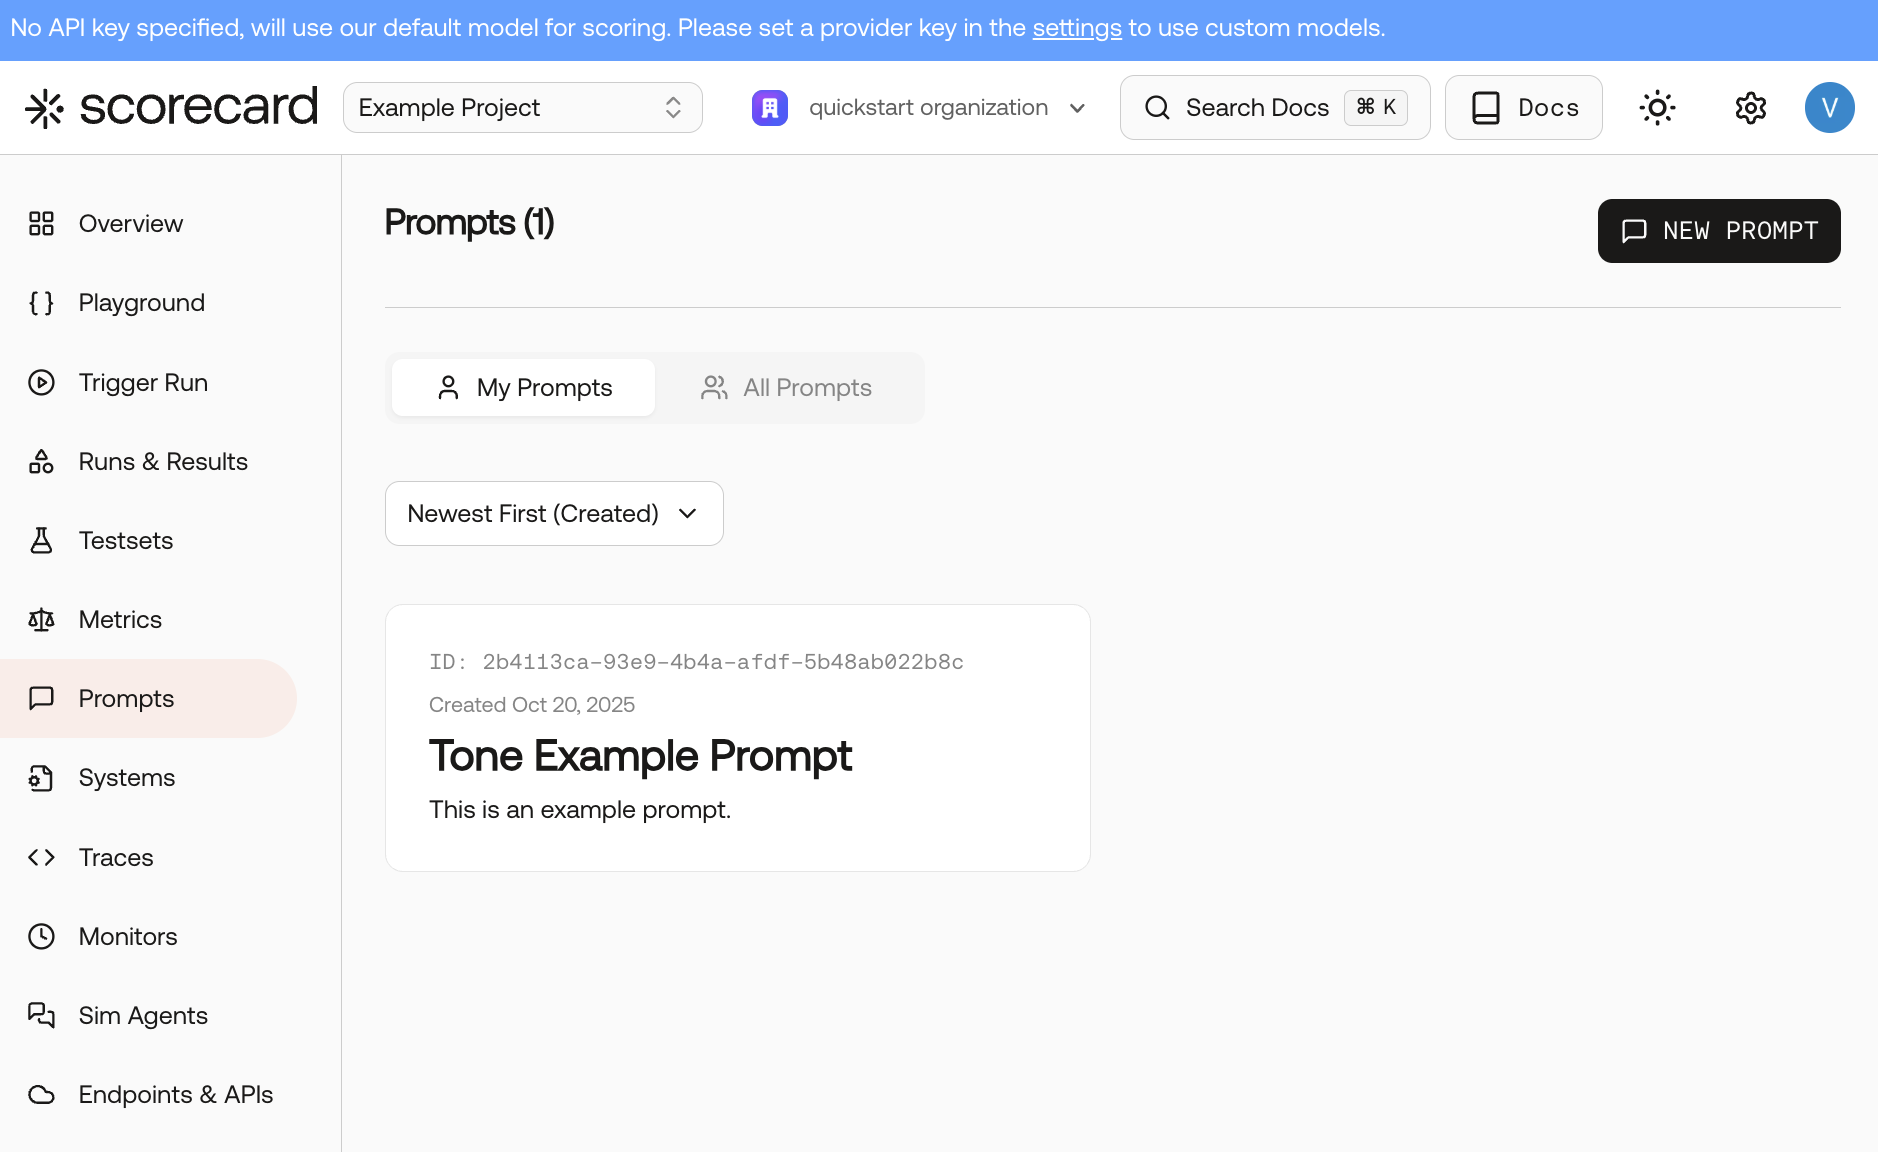 No API key specified, will use our default model for scoring. Please set a provider key in the settings to use custom models.
scorecard
Example Project
quickstart organization
Search Docs ⌘ K
Docs
V
Overview
Playground
Trigger Run
Runs & Results
Testsets
Metrics
Prompts
Systems
Traces
Monitors
Sim Agents
Endpoints & APIs
Prompts (1)
NEW PROMPT
My Prompts
All Prompts
Newest First (Created)
ID: 2b4113ca-93e9-4b4a-afdf-5b48ab022b8c
Created Oct 20, 2025
Tone Example Prompt
This is an example prompt.